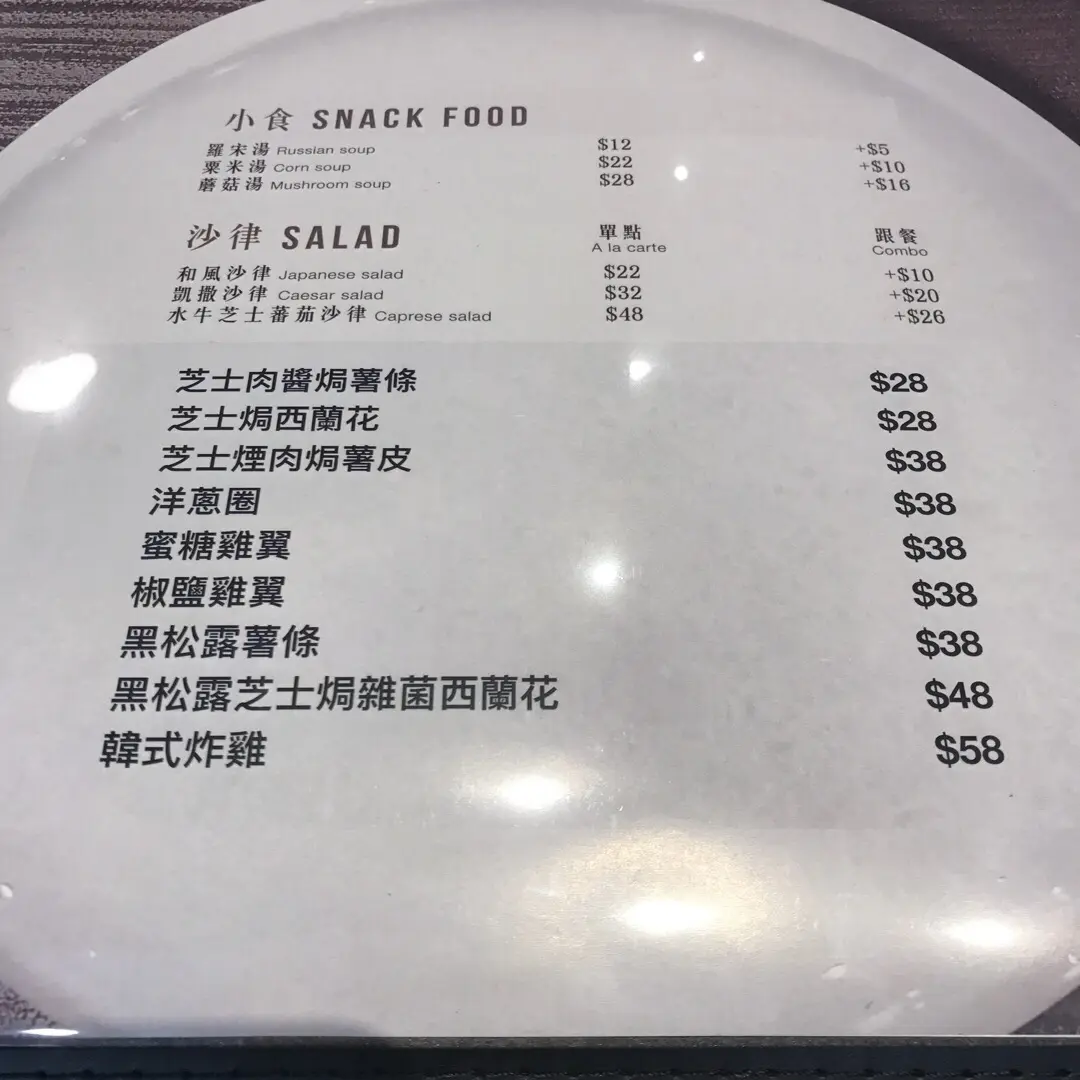 小食 SNACK FOOD
羅宋湯 Russian soup $12 +$5
粟米湯 Corn soup $22 +$10
蘑菇湯 Mushroom soup $28 +$16
沙律 SALAD 單點 跟餐
A la carte Combo
和風沙律 Japanese salad $22 +$10
凱撒沙律 Caesar salad $32 +$20
水牛芝士蕃茄沙律 Caprese salad $48 +$26
芝士肉醬焗薯條 $28
芝士焗西蘭花 $28
芝士煙肉焗薯皮 $38
洋蔥圈 $38
蜜糖雞翼 $38
椒鹽雞翼 $38
黑松露薯條 $38
黑松露芝士焗雜菌西蘭花 $48
韓式炸雞 $58